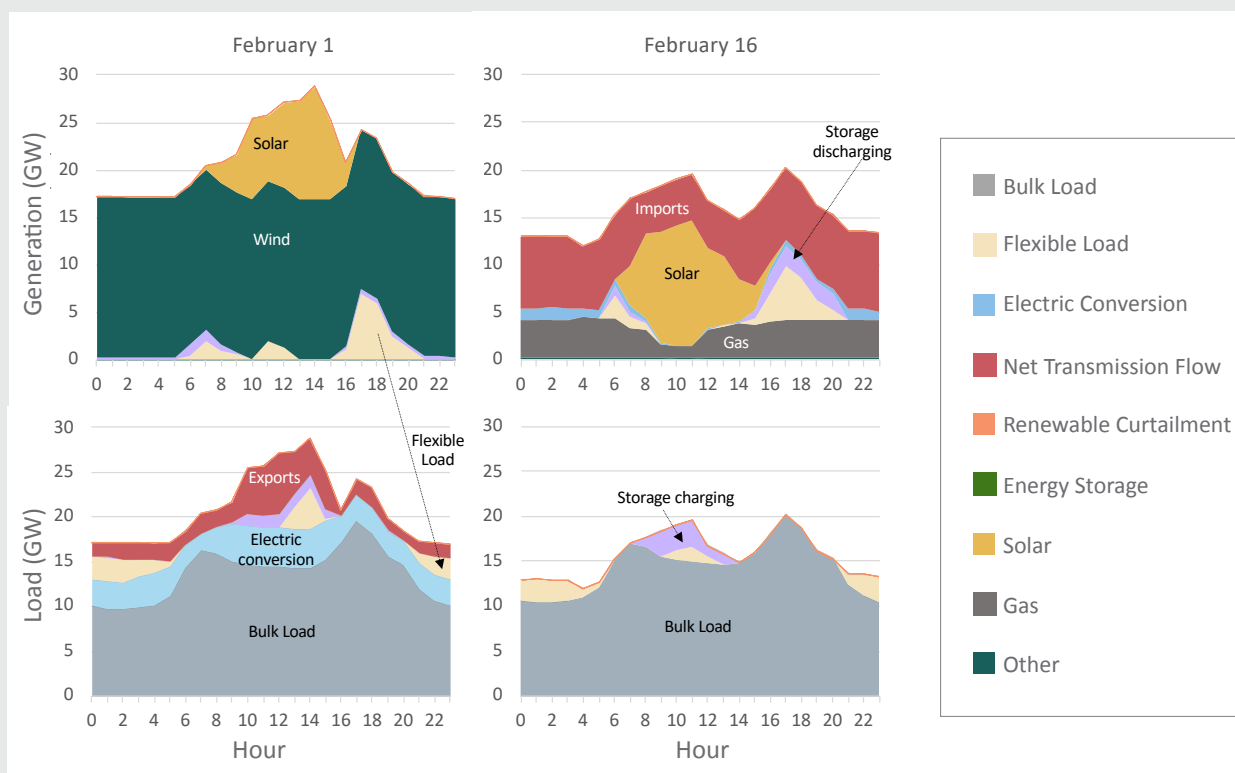 February 1
February 16
Generation (GW)
30
25
20
15
10
5
0
Solar
Wind
0 2 4 6 8 10 12 14 16 18 20 22
30
25
20
15
10
5
0
Storage
discharging
Imports
Solar
Gas
0 2 4 6 8 10 12 14 16 18 20 22
Load (GW)
30
25
20
15
10
5
0
Flexible
Load
Exports
Electric
conversion
Bulk Load
0 2 4 6 8 10 12 14 16 18 20 22
Hour
30
25
20
15
10
5
0
Storage charging
Bulk Load
0 2 4 6 8 10 12 14 16 18 20 22
Hour
Bulk Load
Flexible Load
Electric Conversion
Net Transmission Flow
Renewable Curtailment
Energy Storage
Solar
Gas
Other